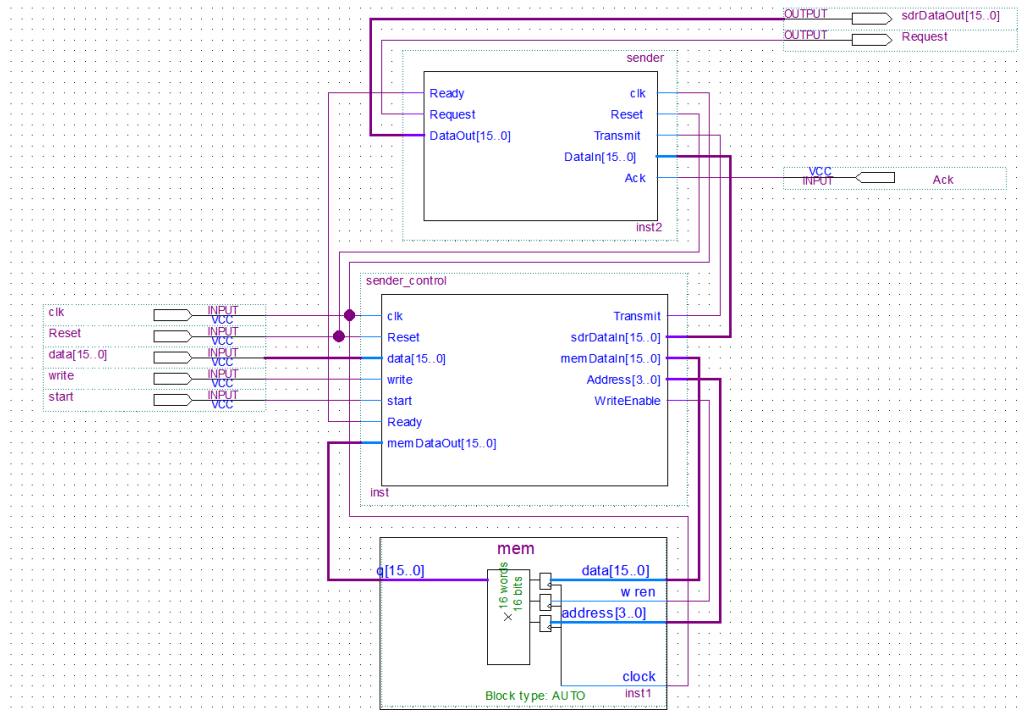 OUTPUT sdrDataOut[15..0]
OUTPUT Request
sender
Ready clk
Request Reset
DataOut[15..0] Transmit
DataIn[15..0]
Ack
VCC
INPUT Ack
inst2
sender_control
clk INPUT
VCC
clk Transmit
Reset INPUT
VCC
Reset sdrDataIn[15..0]
data[15..0] INPUT
VCC
data[15..0] memDataIn[15..0]
write INPUT
VCC
write Address[3..0]
start INPUT
VCC
start WriteEnable
Ready
memDataOut[15..0]
inst
mem
q[15..0] data[15..0]
16 words
×
16 bits
w ren
address[3..0]
clock
Block type: AUTO inst1